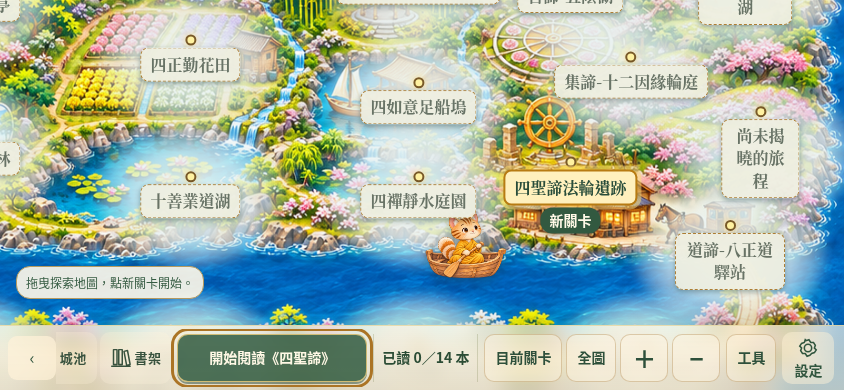 湖
四正勤花田
集諦-十二因緣輪庭
四如意足船塢
尚未揭
曉的旅
程
林
四聖諦法輪遺跡
十善業道湖
四禪靜水庭園
新關卡
道諦-八正道
驛站
拖曳探索地圖，點新關卡開始。
‹
城池
書架
開始閱讀《四聖諦》
已讀 0／14 本
目前關卡
全圖
+
−
工具
設定